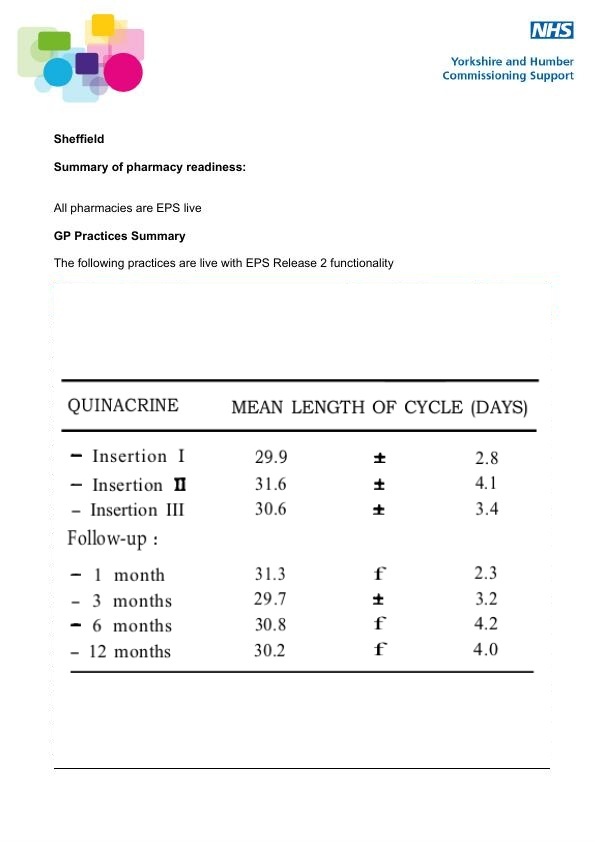 NHS
Yorkshire and Humber
Commissioning Support
Sheffield
Summary of pharmacy readiness:
All pharmacies are EPS live
GP Practices Summary
The following practices are live with EPS Release 2 functionality
QUINACRINE MEAN LENGTH OF CYCLE (DAYS)
– Insertion I 29.9 ± 2.8
– Insertion II 31.6 ± 4.1
– Insertion III 30.6 ± 3.4
Follow-up :
– 1 month 31.3 f 2.3
– 3 months 29.7 ± 3.2
– 6 months 30.8 f 4.2
– 12 months 30.2 f 4.0